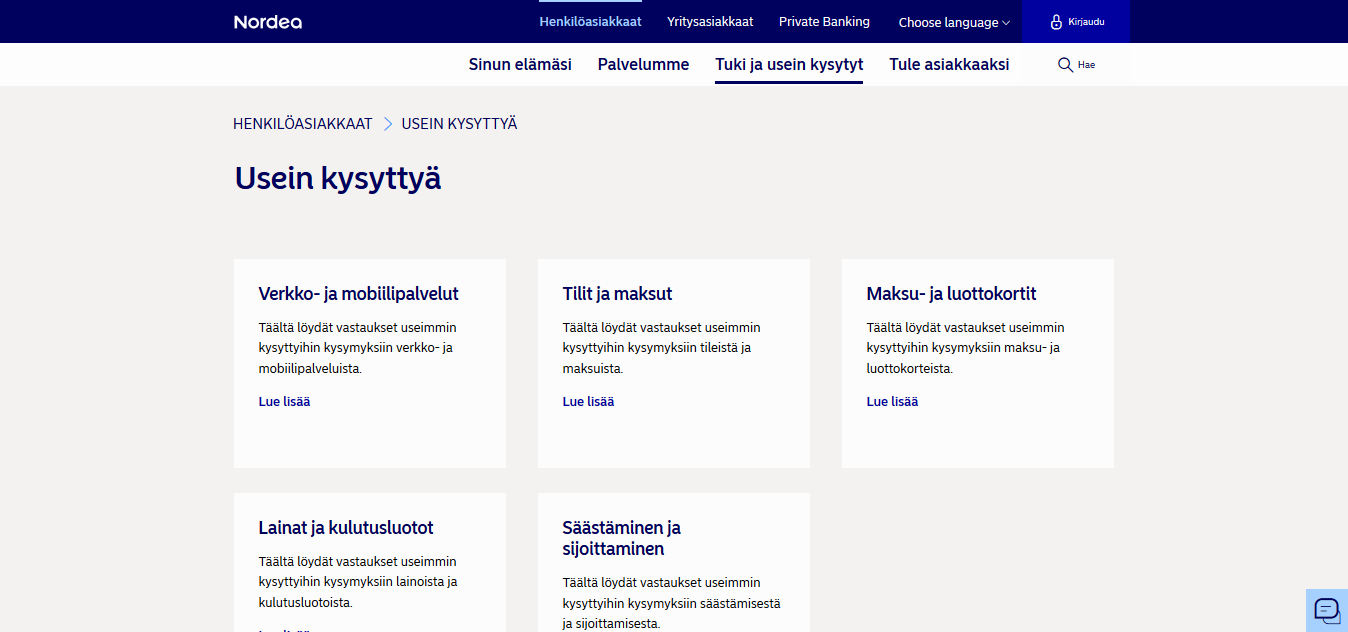 Nordea
Henkilöasiakkaat Yritysasiakkaat Private Banking Choose language Kirjaudu
Sinun elämäsi Palvelumme Tuki ja usein kysytyt Tule asiakkaaksi Hae
HENKILÖASIAKKAAT USEIN KYSYTTYÄ
Usein kysyttyä
Verkko- ja mobiilipalvelut
Täältä löydät vastaukset useimmin
kysyttyihin kysymyksiin verkko- ja
mobiilipalveluista.
Lue lisää
Tilit ja maksut
Täältä löydät vastaukset useimmin
kysyttyihin kysymyksiin tileistä ja
maksuista.
Lue lisää
Maksu- ja luottokortit
Täältä löydät vastaukset useimmin
kysyttyihin kysymyksiin maksu- ja
luottokorteista.
Lue lisää
Lainat ja kulutusluotot
Täältä löydät vastaukset useimmin
kysyttyihin kysymyksiin lainoista ja
kulutusluotoista.
Säästäminen ja
sijoittaminen
Täältä löydät vastaukset useimmin
kysyttyihin kysymyksiin säästämisestä
ja sijoittamisesta.